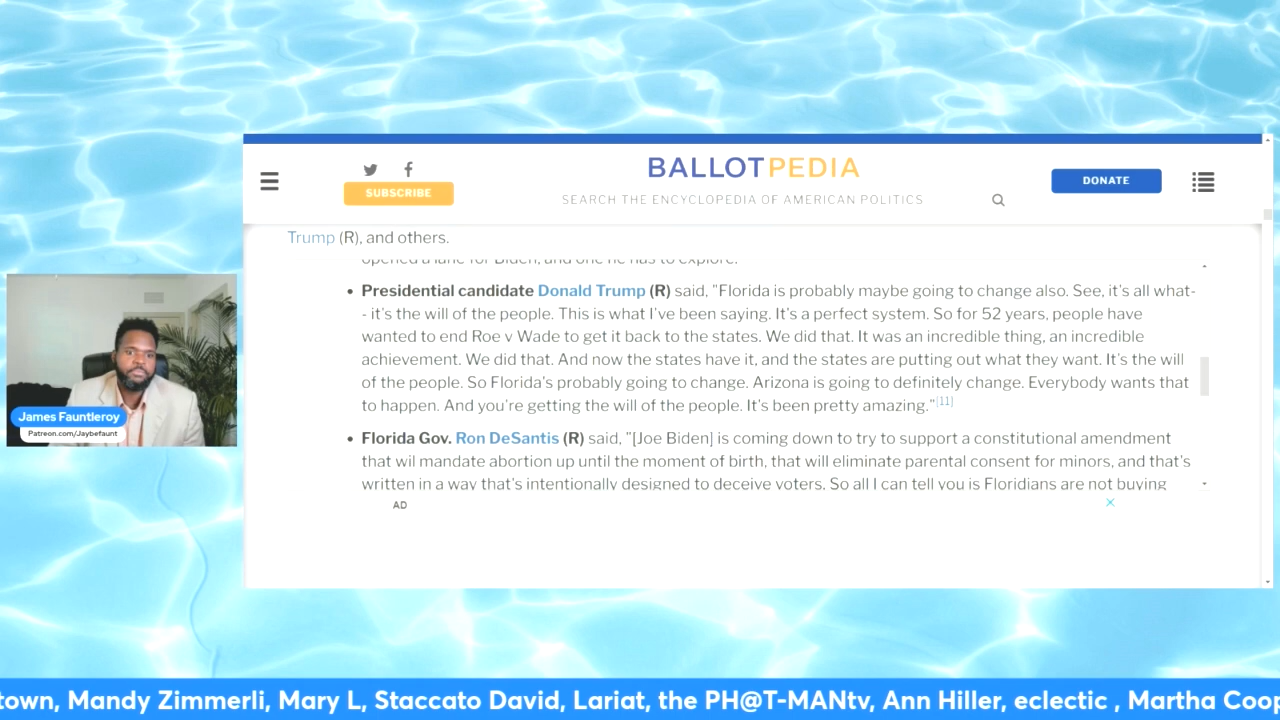 BALLOTPEDIA
SUBSCRIBE
SEARCH THE ENCYCLOPEDIA OF AMERICAN POLITICS
DONATE
Trump (R), and others.
opened a lane for Biden, and one he has to explore.
• Presidential candidate Donald Trump (R) said, "Florida is probably maybe going to change also. See, it's all what-
- it's the will of the people. This is what I've been saying. It's a perfect system. So for 52 years, people have
wanted to end Roe v Wade to get it back to the states. We did that. It was an incredible thing, an incredible
achievement. We did that. And now the states have it, and the states are putting out what they want. It's the will
of the people. So Florida's probably going to change. Arizona is going to definitely change. Everybody wants that
to happen. And you're getting the will of the people. It's been pretty amazing."[11]
• Florida Gov. Ron DeSantis (R) said, "[Joe Biden] is coming down to try to support a constitutional amendment
that wil mandate abortion up until the moment of birth, that will eliminate parental consent for minors, and that's
written in a way that's intentionally designed to deceive voters. So all I can tell you is Floridians are not buying
AD
James Fauntleroy
Patreon.com/Jaybefaunt
town, Mandy Zimmerli, Mary L, Staccato David, Lariat, the PH@T-MANtv, Ann Hiller, eclectic , Martha Coop